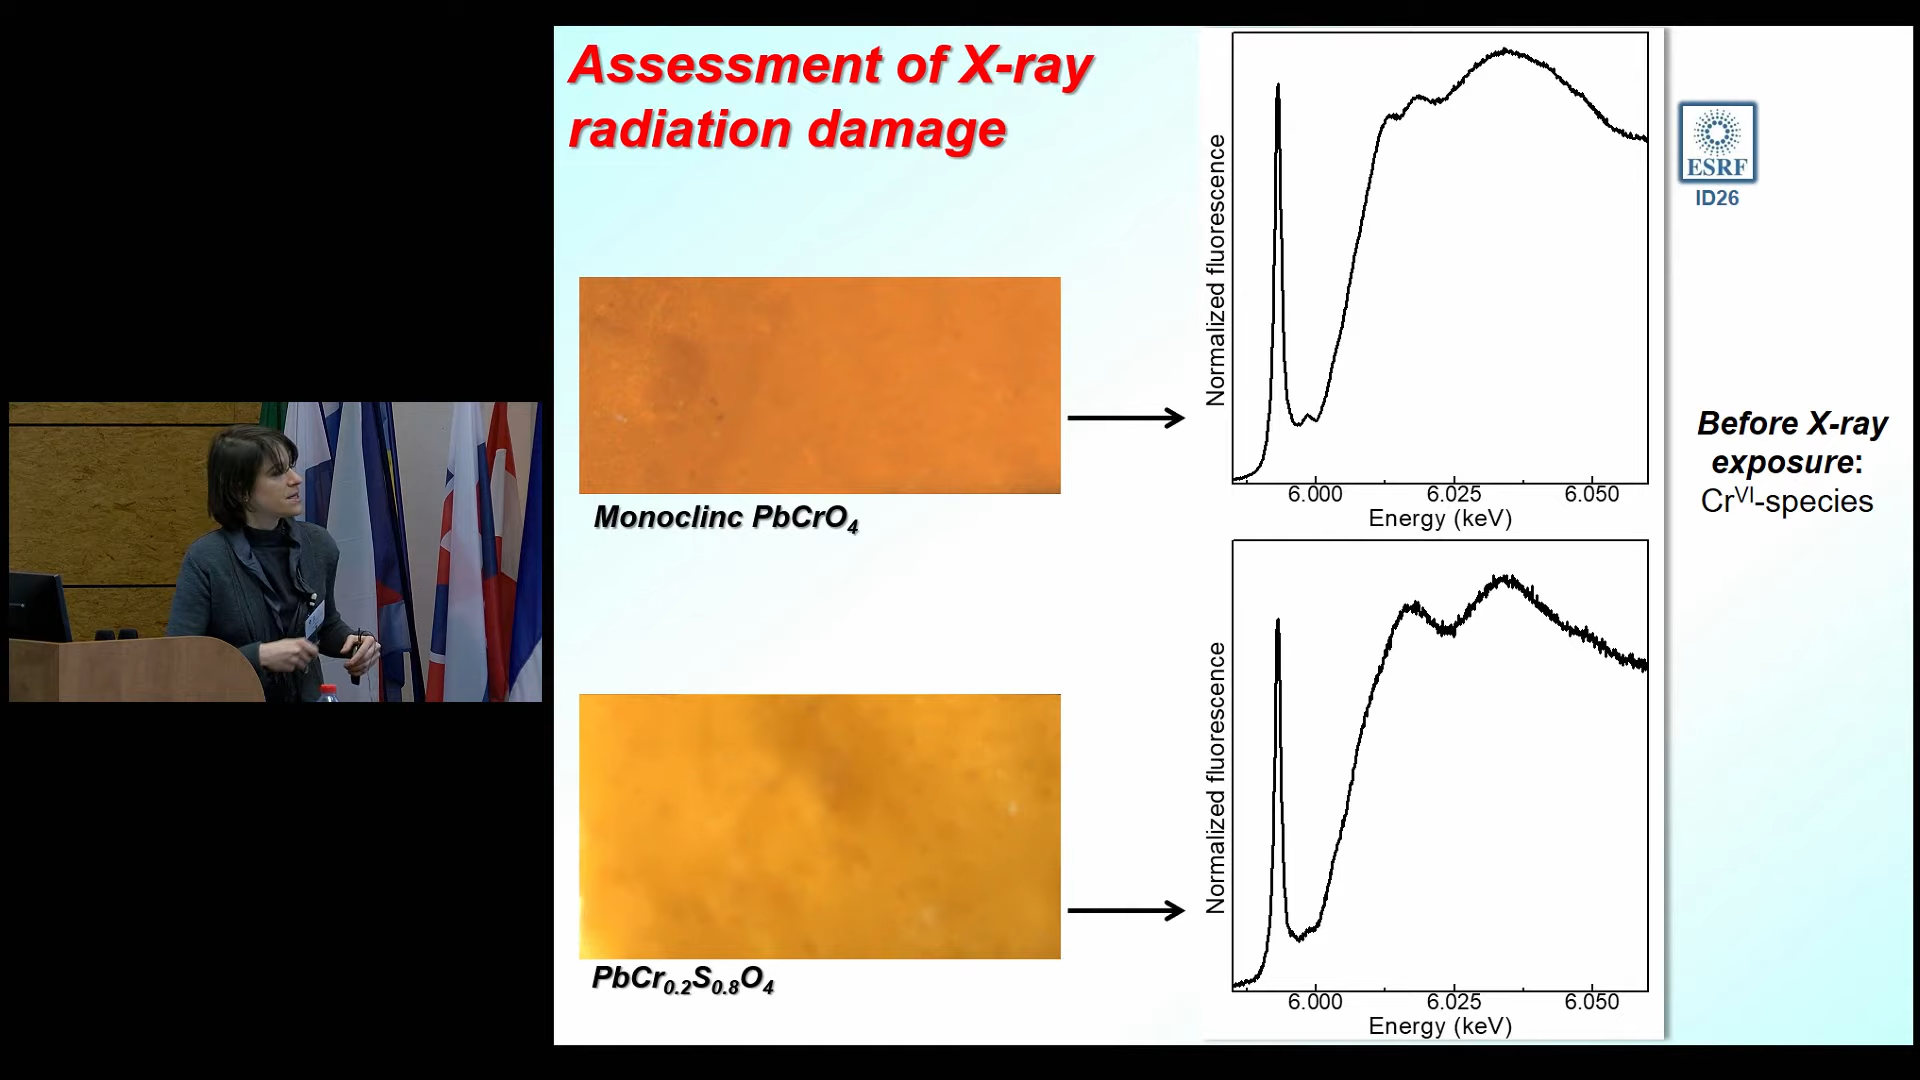 Assessment of X-ray
radiation damage
Monoclinc PbCrO4
PbCr0.2S0.8O4
Normalized fluorescence
6.000 6.025 6.050
Energy (keV)
Normalized fluorescence
6.000 6.025 6.050
Energy (keV)
ESRF
ID26
Before X-ray
exposure:
CrVI-species